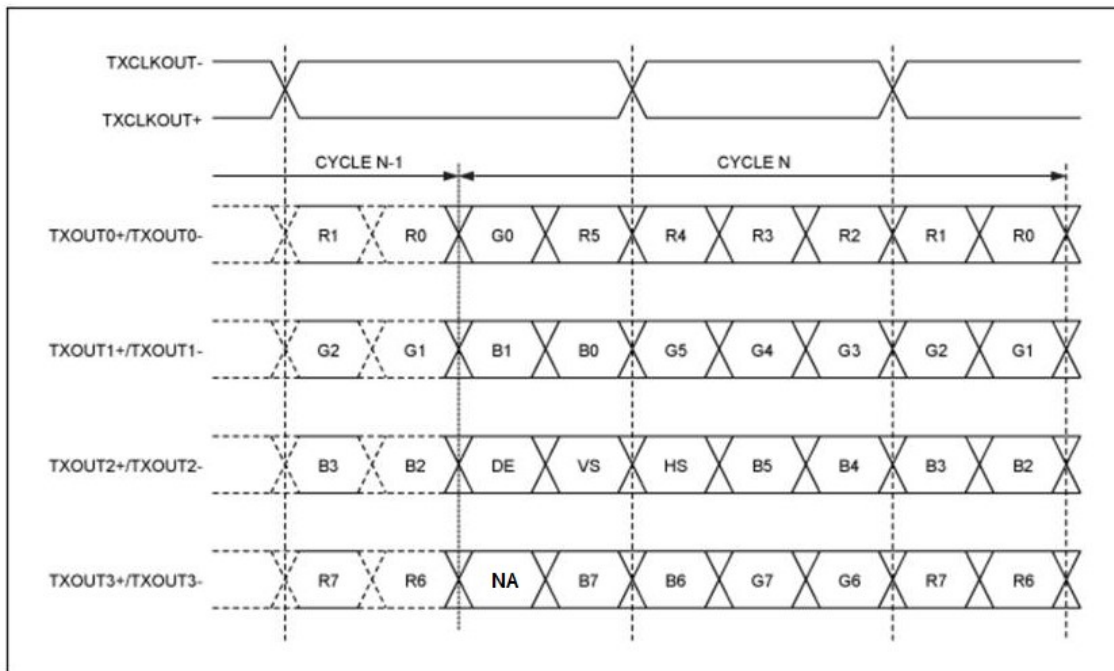 TXCLKOUT-
TXCLKOUT+
CYCLE N-1 CYCLE N
TXOUT0+/TXOUT0- R1 R0 G0 R5 R4 R3 R2 R1 R0
TXOUT1+/TXOUT1- G2 G1 B1 B0 G5 G4 G3 G2 G1
TXOUT2+/TXOUT2- B3 B2 DE VS HS B5 B4 B3 B2
TXOUT3+/TXOUT3- R7 R6 NA B7 B6 G7 G6 R7 R6